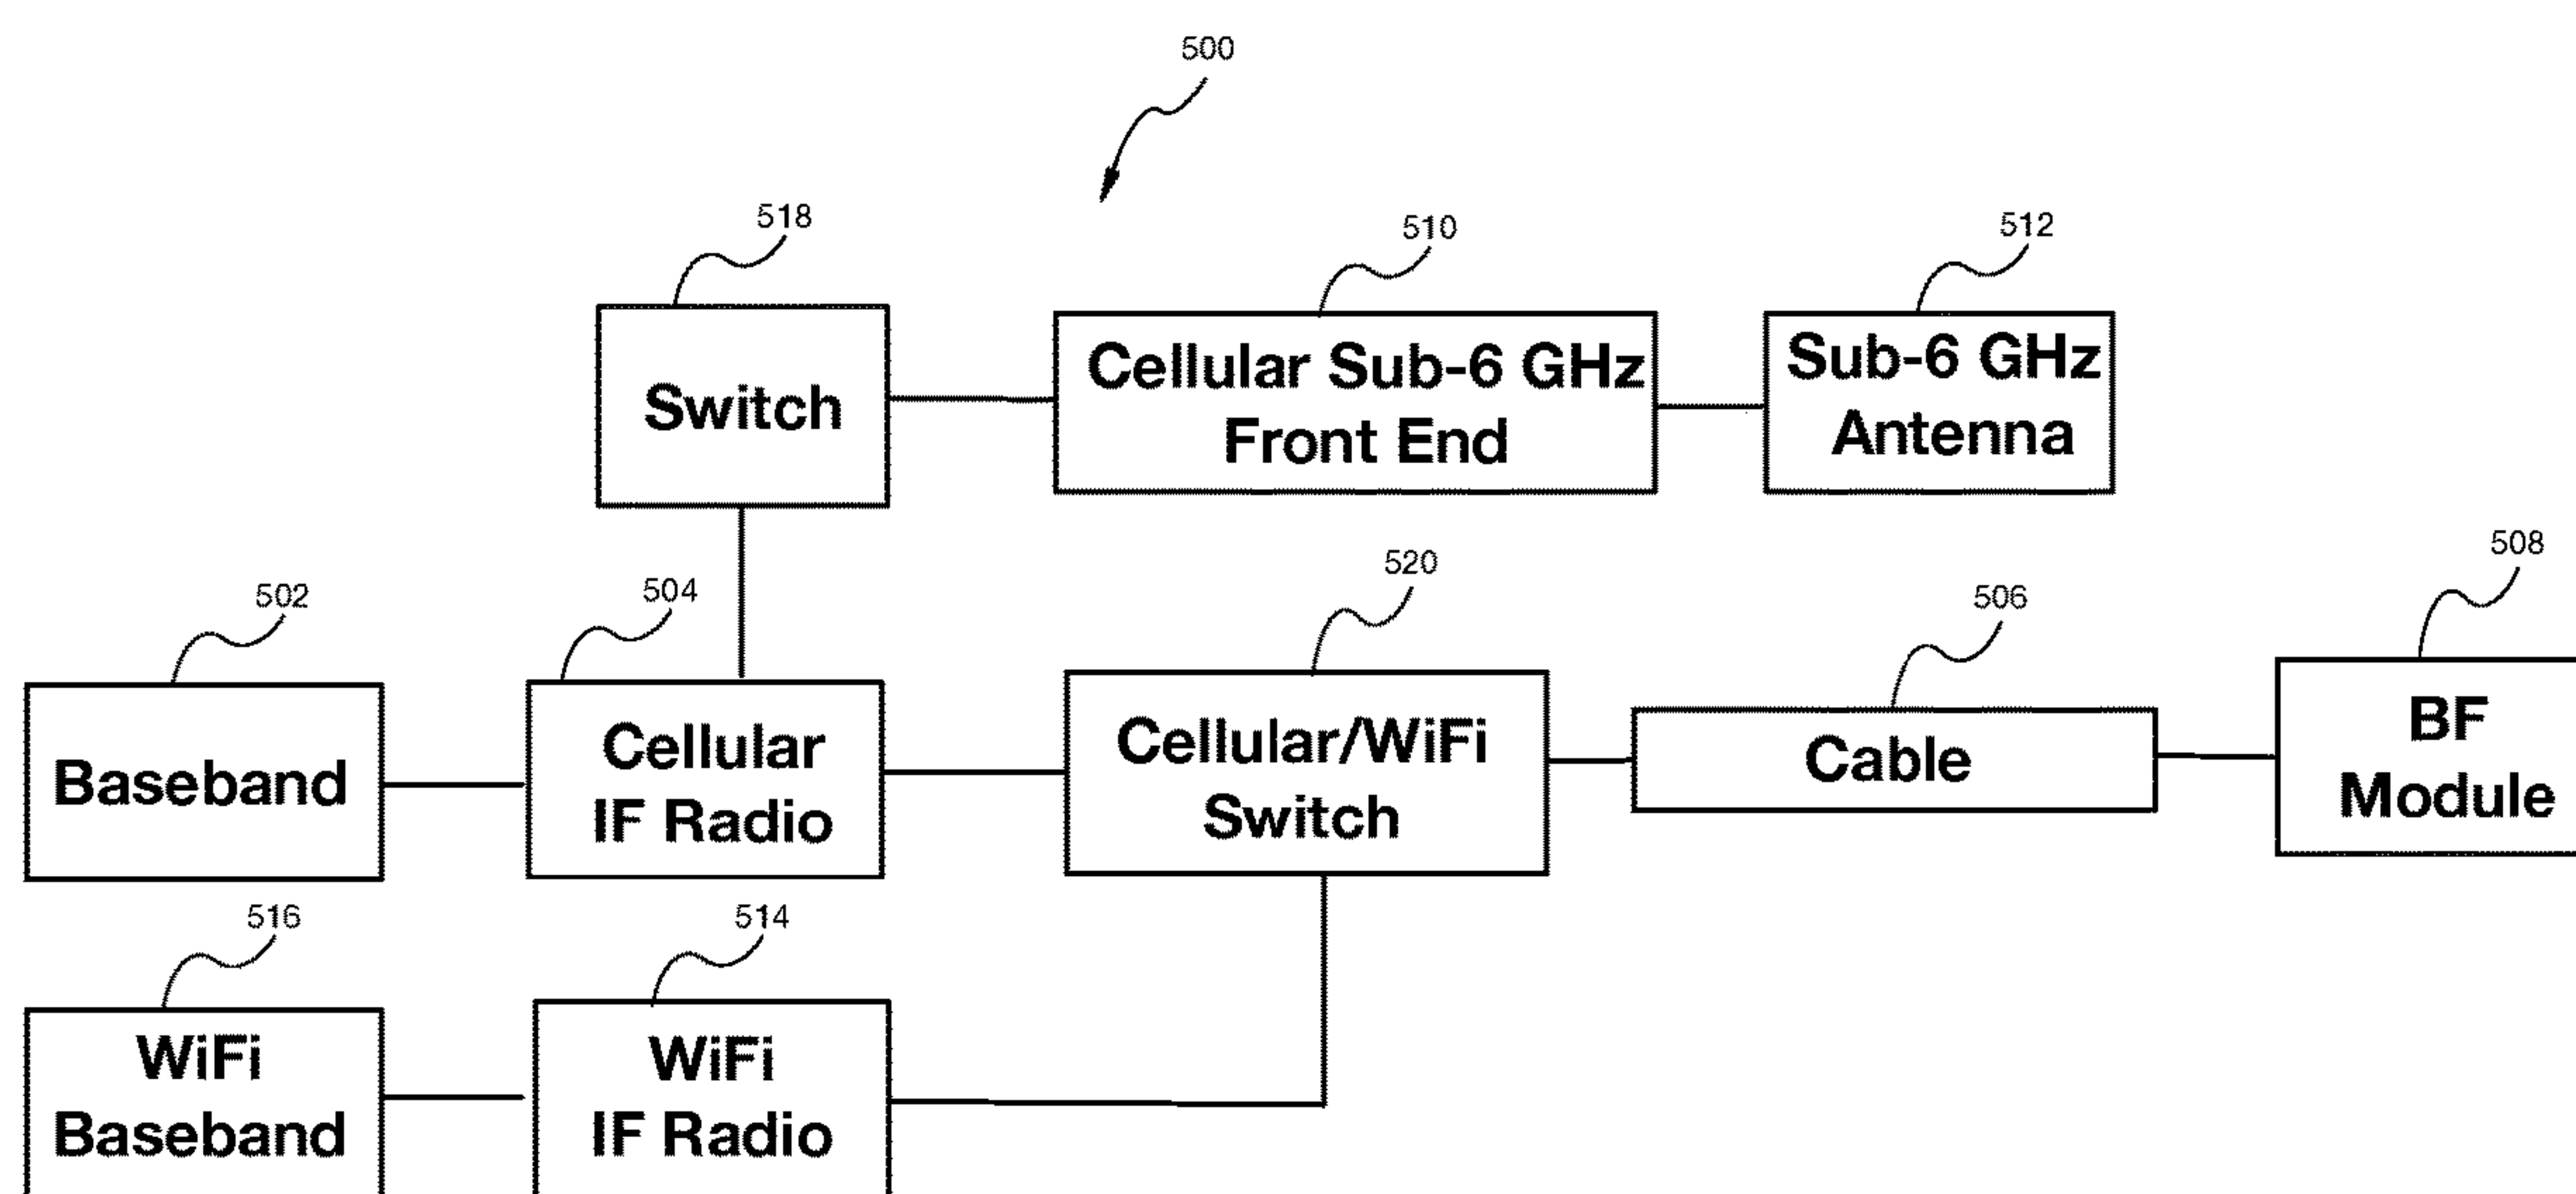 500
518
510
512
Switch
Cellular Sub-6 GHz
Front End
Sub-6 GHz
Antenna
502
504
520
506
508
Baseband
Cellular
IF Radio
Cellular/WiFi
Switch
Cable
BF
Module
516
514
WiFi
Baseband
WiFi
IF Radio